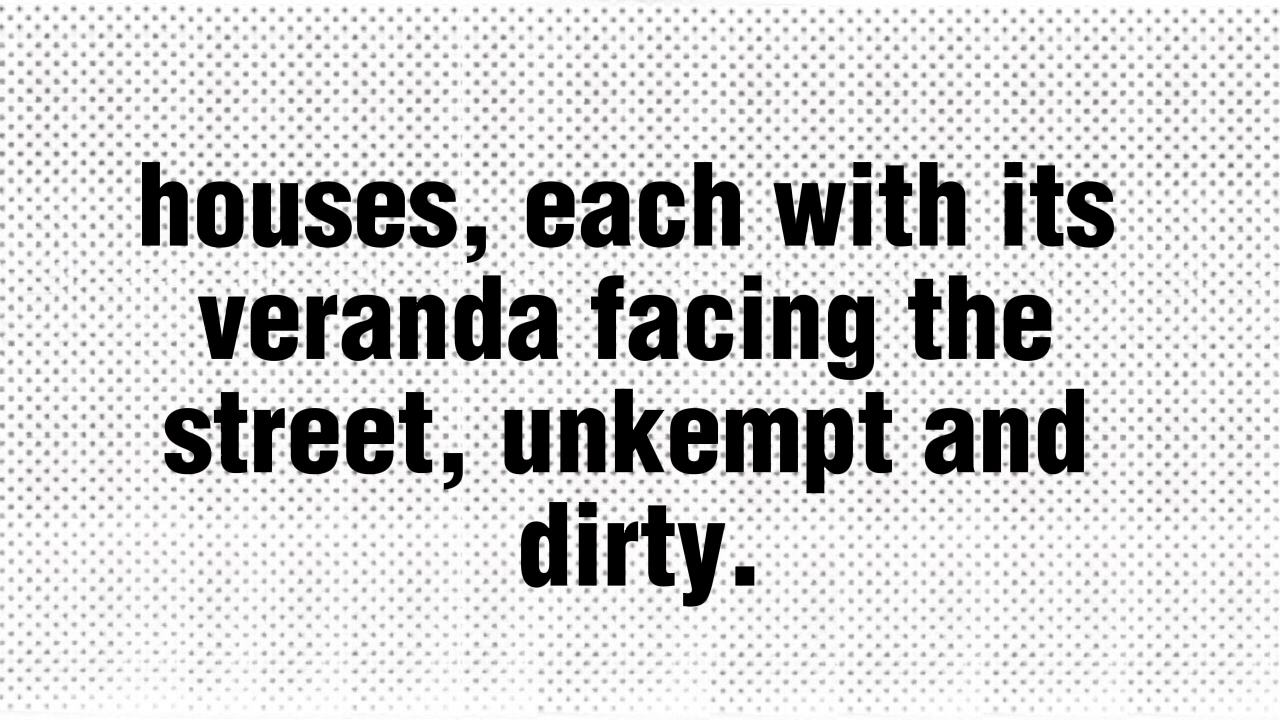 houses, each with its
veranda facing the
street, unkempt and
dirty.